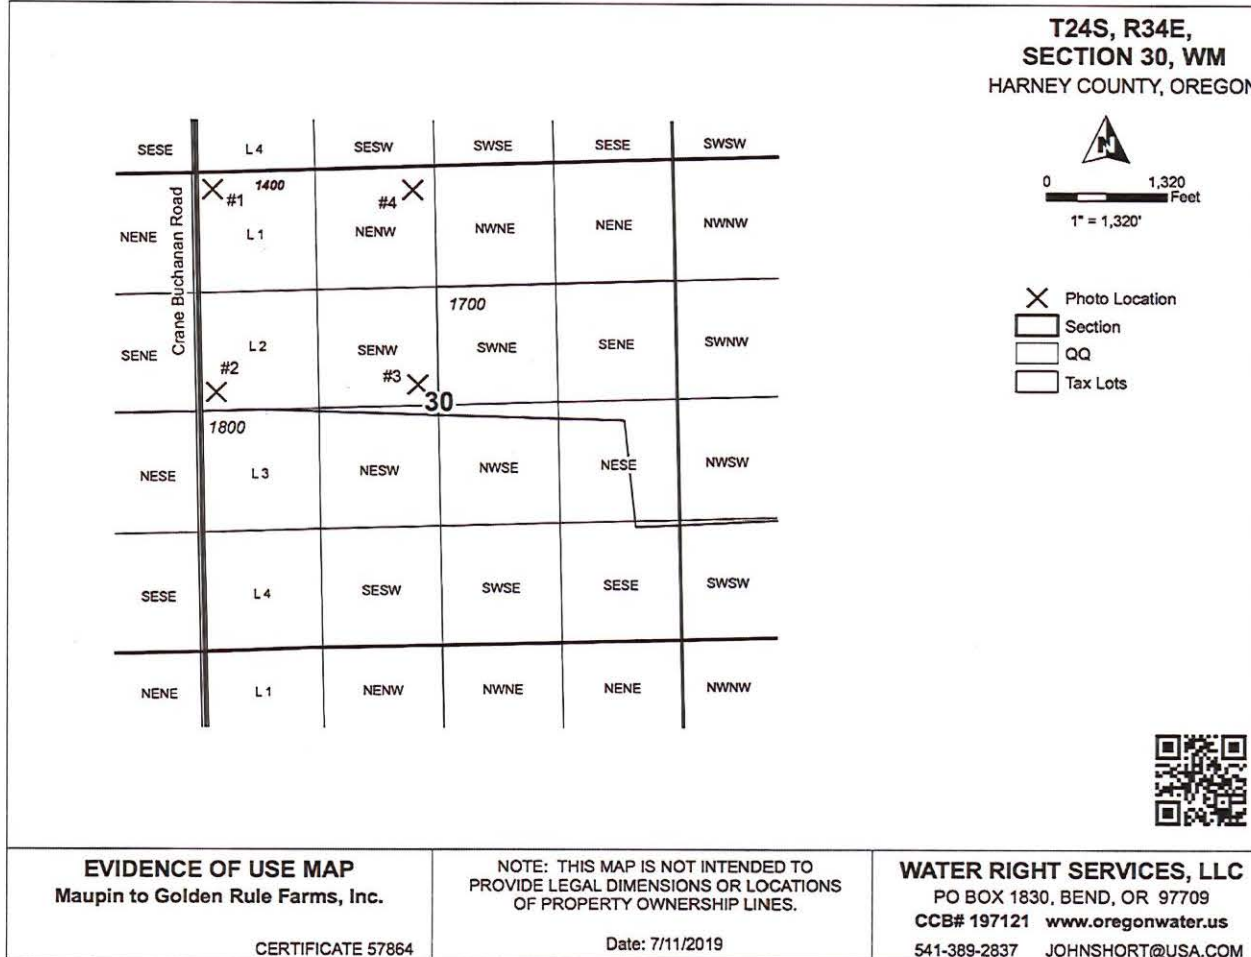 T24S, R34E,
SECTION 30, WM
HARNEY COUNTY, OREGON
N
0 1,320
Feet
1" = 1,320'
Photo Location
Section
QQ
Tax Lots
SESE L4 SESW SWSE SESE SWSW
#1 1400 #4
Crane Buchanan Road
NENE L1 NENW NWNE NENE NWNW
1700
SENE L2 SENW SWNE SENE SWNW
#2 #3
30
1800
NESE L3 NESW NWSE NESE NWSW
SESE L4 SESW SWSE SESE SWSW
NENE L1 NENW NWNE NENE NWNW
EVIDENCE OF USE MAP
Maupin to Golden Rule Farms, Inc.
CERTIFICATE 57864
NOTE: THIS MAP IS NOT INTENDED TO
PROVIDE LEGAL DIMENSIONS OR LOCATIONS
OF PROPERTY OWNERSHIP LINES.
Date: 7/11/2019
WATER RIGHT SERVICES, LLC
PO BOX 1830, BEND, OR 97709
CCB# 197121 www.oregonwater.us
541-389-2837 JOHNSHORT@USA.COM